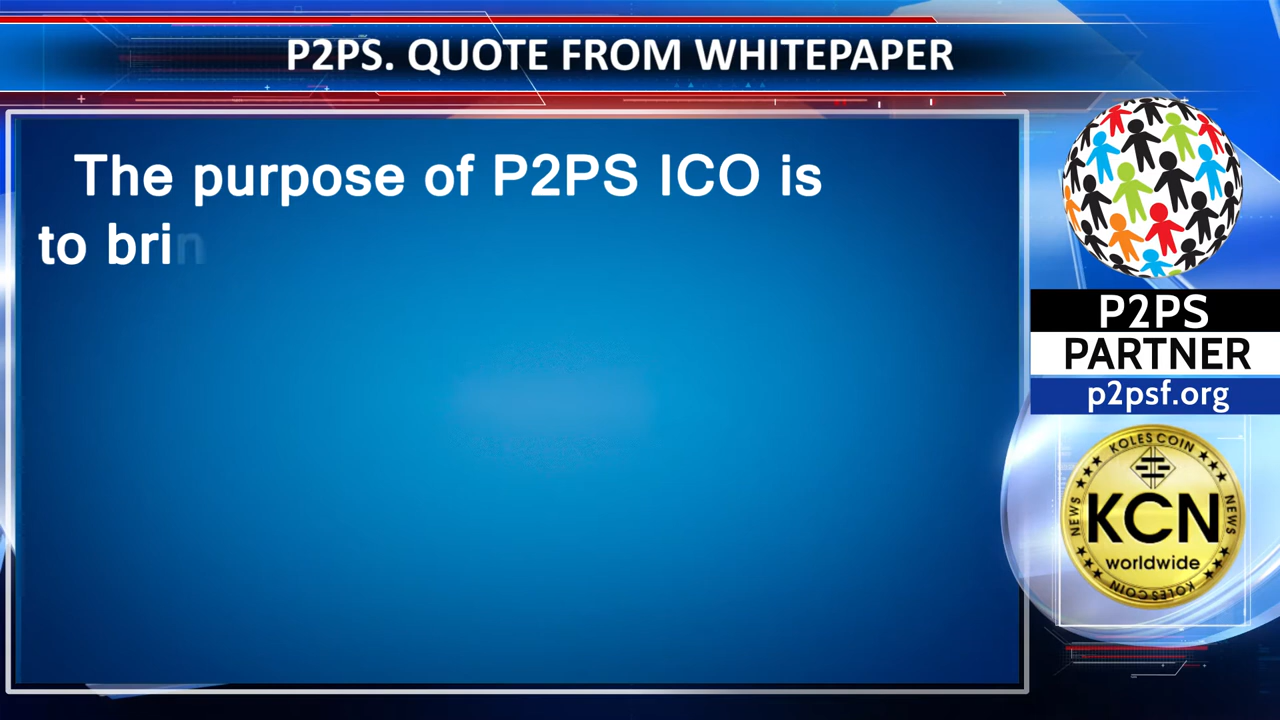 P2PS. QUOTE FROM WHITEPAPER
The purpose of P2PS ICO is
to brin
P2PS
PARTNER
p2psf.org
KOLES COIN
NEWS
NEWS
KCN
worldwide
KOLES COIN